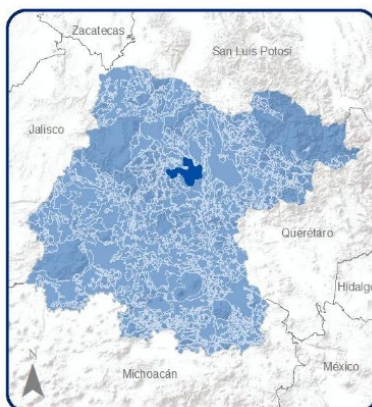 Zacatecas
San Luis Potosí
Jalisco
Querétaro
Hidalgo
N
México
Michoacán